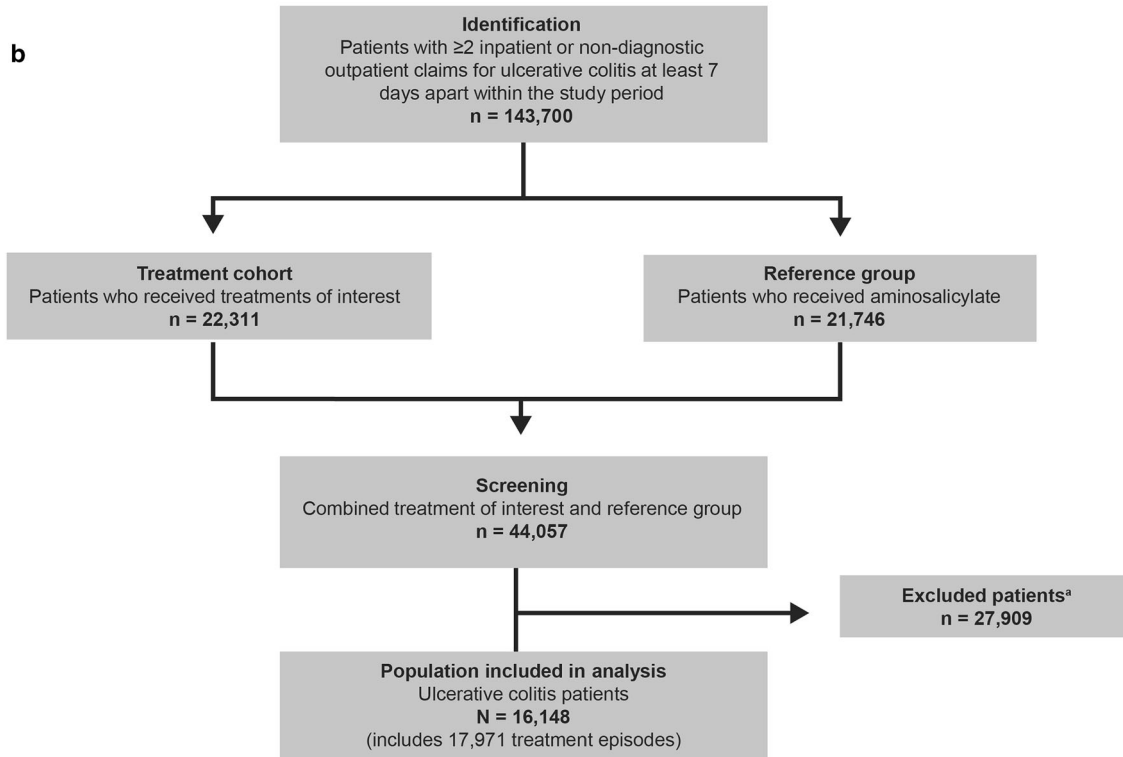 b
Identification
Patients with ≥2 inpatient or non-diagnostic
outpatient claims for ulcerative colitis at least 7
days apart within the study period
n = 143,700
Treatment cohort
Patients who received treatments of interest
n = 22,311
Reference group
Patients who received aminosalicylate
n = 21,746
Screening
Combined treatment of interest and reference group
n = 44,057
Excluded patientsᵃ
n = 27,909
Population included in analysis
Ulcerative colitis patients
N = 16,148
(includes 17,971 treatment episodes)